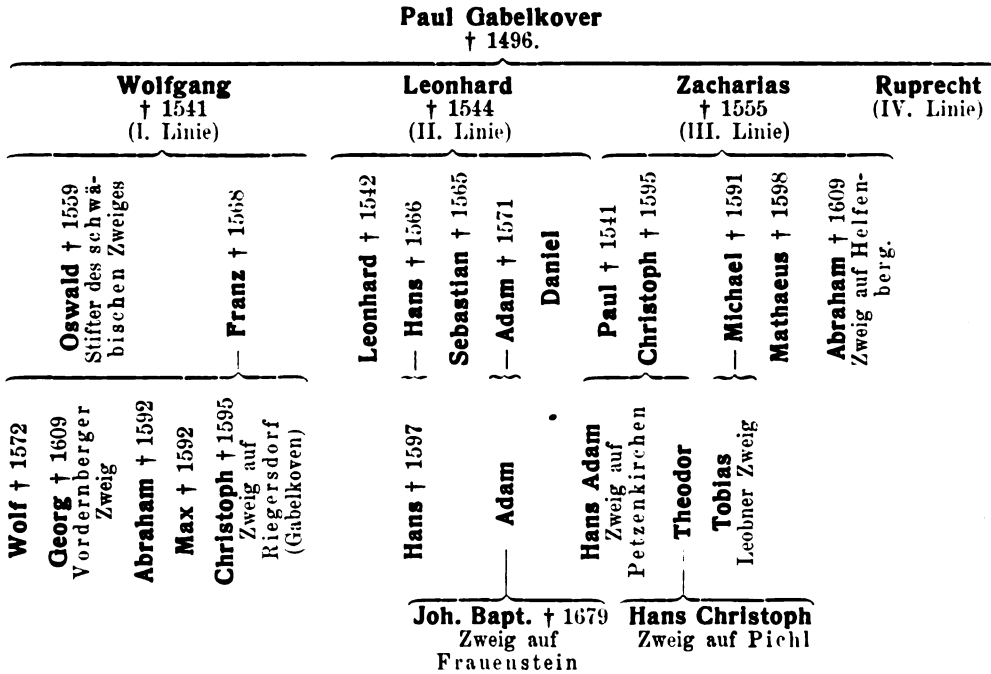 Paul Gabelkover
† 1496.
Wolfgang
† 1541
(I. Linie)
Leonhard
† 1544
(II. Linie)
Zacharias
† 1555
(III. Linie)
Ruprecht
(IV. Linie)
Oswald † 1559
Stifter des schwä-
bischen Zweiges
Franz † 1568
Leonhard † 1542
Hans † 1566
Sebastian † 1565
Adam † 1571
Daniel
Paul † 1541
Christoph † 1595
Michael † 1591
Mathaeus † 1598
Abraham † 1609
Zweig auf Helfen-
berg.
Wolf † 1572
Georg † 1609
Vordernberger
Zweig
Abraham † 1592
Max † 1592
Christoph † 1595
Zweig auf
Riegersdorf
(Gabelkoven)
Hans † 1597
Adam
Hans Adam
Zweig auf
Petzenkirchen
Theodor
Tobias
Leobner Zweig
Joh. Bapt. † 1679
Zweig auf
Frauenstein
Hans Christoph
Zweig auf Pichl